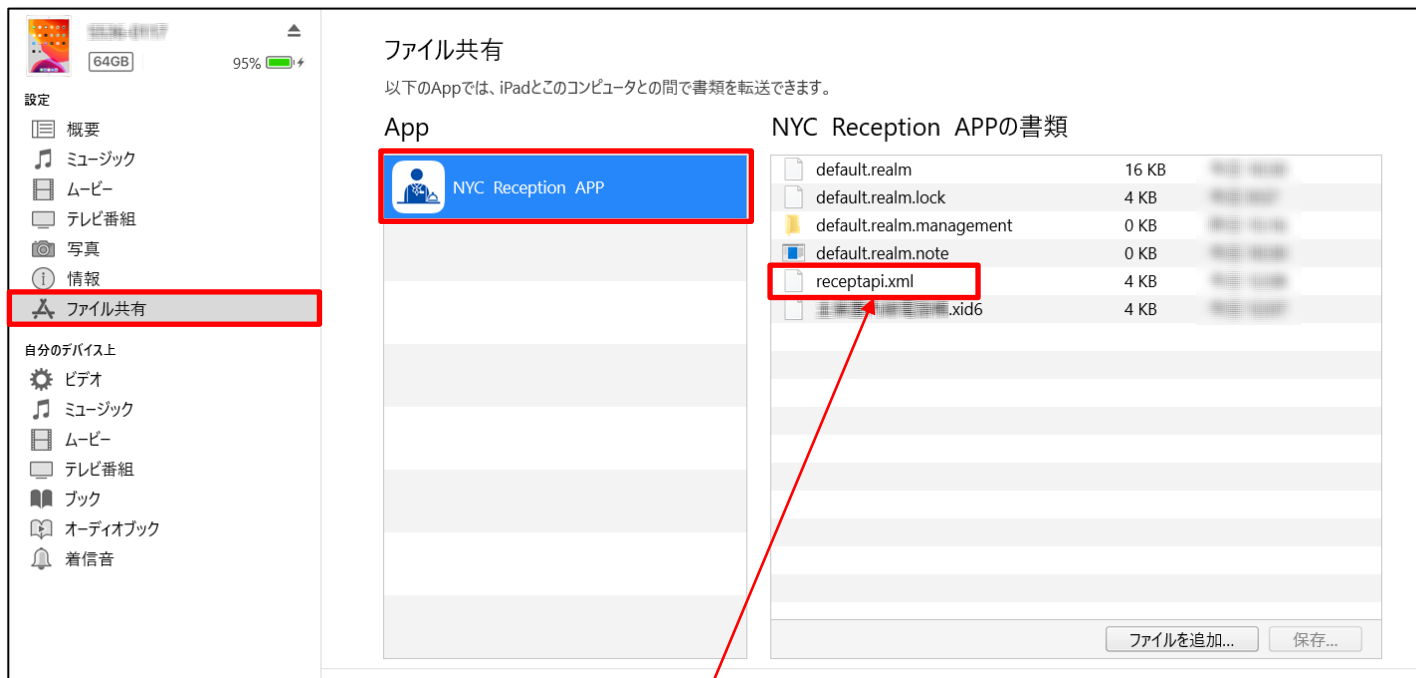 64GB
95%
設定
概要
ミュージック
ムービー
テレビ番組
写真
情報
ファイル共有
自分のデバイス上
ビデオ
ミュージック
ムービー
テレビ番組
ブック
オーディオブック
着信音
ファイル共有
以下のAppでは、iPadとこのコンピュータとの間で書類を転送できます。
App
NYC Reception APP
NYC Reception APPの書類
default.realm 16 KB
default.realm.lock 4 KB
default.realm.management 0 KB
default.realm.note 0 KB
receptapi.xml 4 KB
.xid6 4 KB
ファイルを追加... 保存...